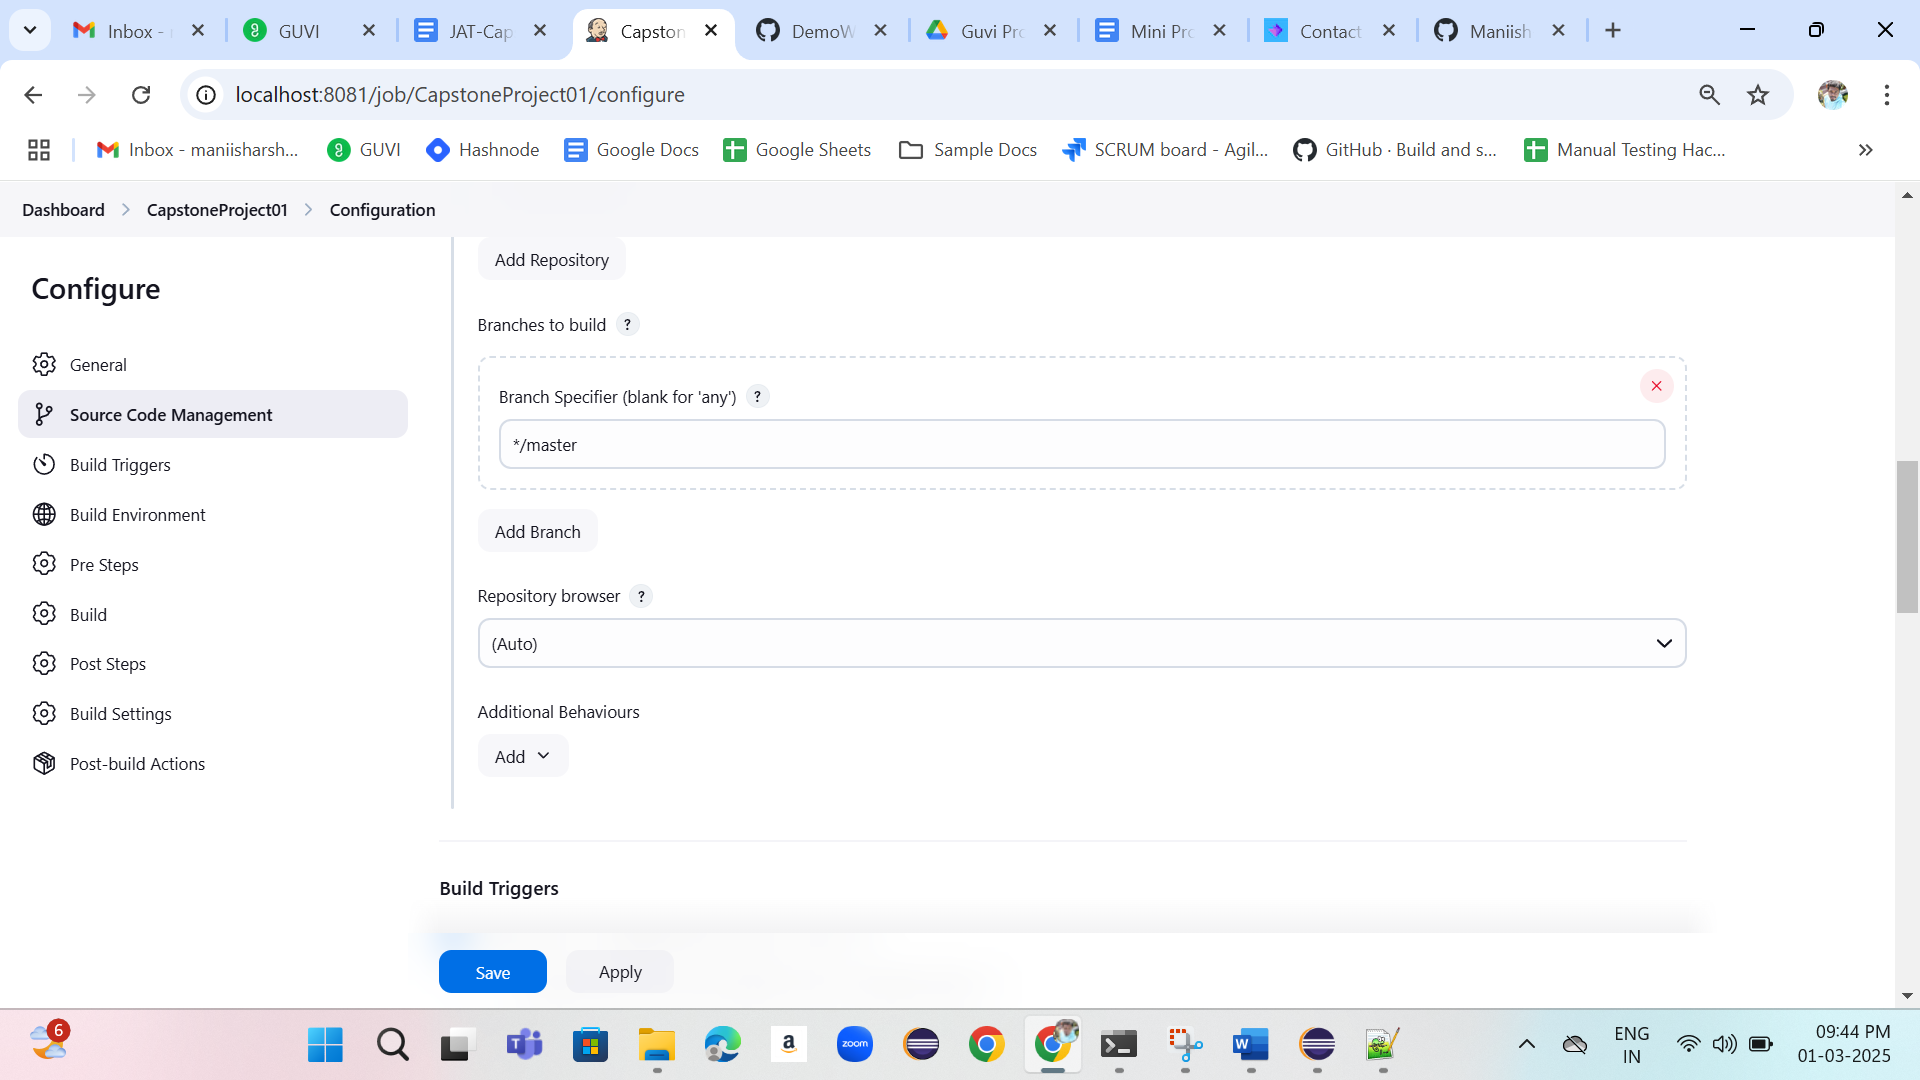 Inbox -
GUVI
JAT-Cap
Capston
DemoW
Guvi Pro
Mini Pro
Contact
Maniish
localhost:8081/job/CapstoneProject01/configure
Inbox - maniisharsh...
GUVI
Hashnode
Google Docs
Google Sheets
Sample Docs
SCRUM board - Agil...
GitHub · Build and s...
Manual Testing Hac...
Dashboard
CapstoneProject01
Configuration
Configure
General
Source Code Management
Build Triggers
Build Environment
Pre Steps
Build
Post Steps
Build Settings
Post-build Actions
Add Repository
Branches to build ?
Branch Specifier (blank for 'any') ?
*/master
Add Branch
Repository browser ?
(Auto)
Additional Behaviours
Add
Build Triggers
Save
Apply
6
zoom
ENG
IN
09:44 PM
01-03-2025